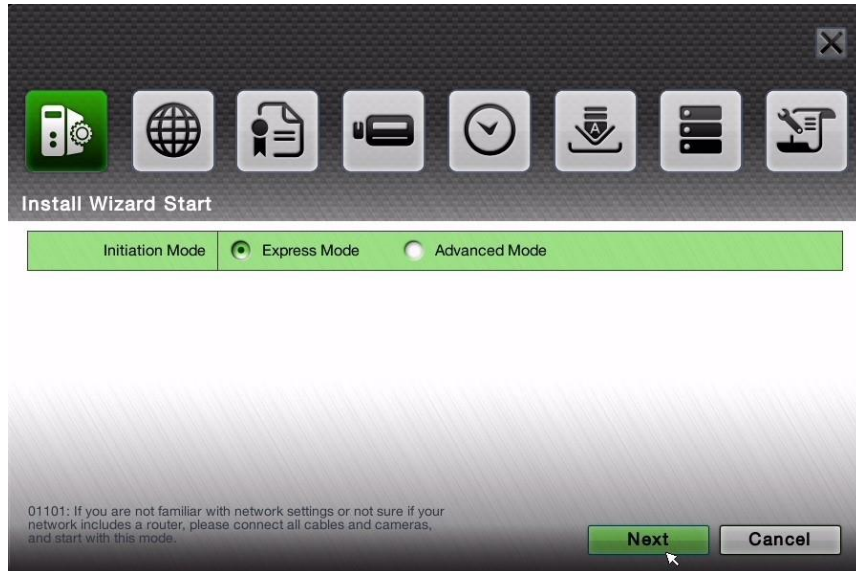 A
Install Wizard Start
Initiation Mode Express Mode Advanced Mode
01101: If you are not familiar with network settings or not sure if your
network includes a router, please connect all cables and cameras,
and start with this mode.
Next Cancel